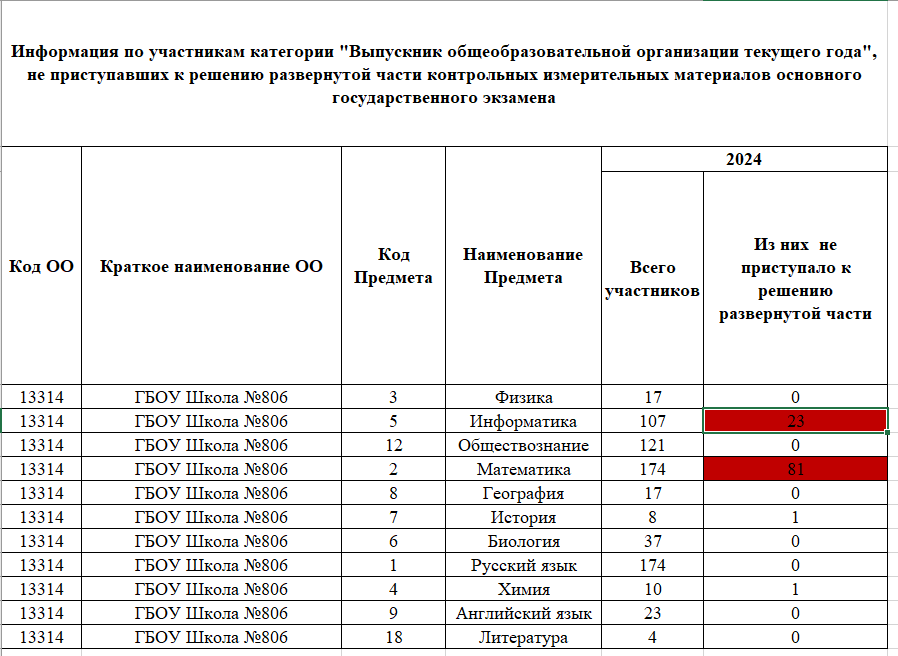 Информация по участникам категории "Выпускник общеобразовательной организации текущего года",
не приступавших к решению развернутой части контрольных измерительных материалов основного
государственного экзамена
2024
Код ОО Краткое наименование ОО Код Предмета Наименование Предмета Всего участников Из них не приступало к решению развернутой части
13314 ГБОУ Школа №806 3 Физика 17 0
13314 ГБОУ Школа №806 5 Информатика 107 23
13314 ГБОУ Школа №806 12 Обществознание 121 0
13314 ГБОУ Школа №806 2 Математика 174 81
13314 ГБОУ Школа №806 8 География 17 0
13314 ГБОУ Школа №806 7 История 8 1
13314 ГБОУ Школа №806 6 Биология 37 0
13314 ГБОУ Школа №806 1 Русский язык 174 0
13314 ГБОУ Школа №806 4 Химия 10 1
13314 ГБОУ Школа №806 9 Английский язык 23 0
13314 ГБОУ Школа №806 18 Литература 4 0